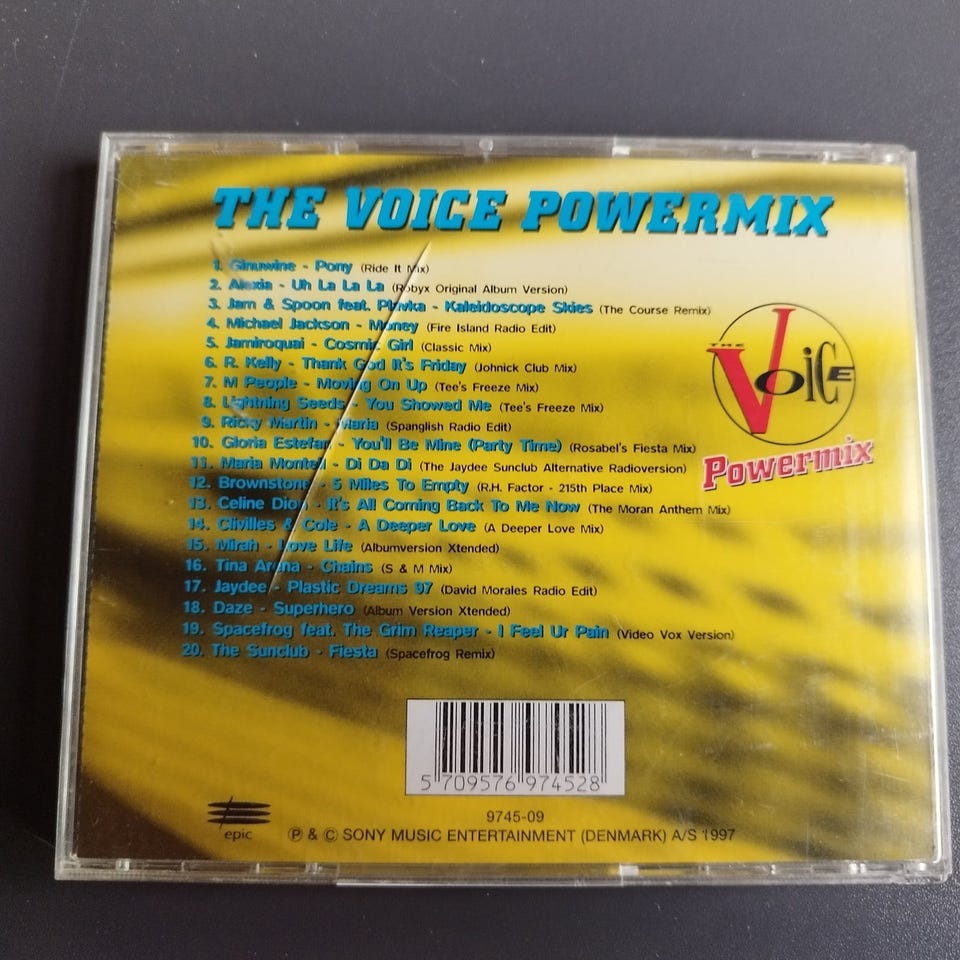 THE VOICE POWERMIX
1. Ginuwine - Pony (Ride It Mix)
2. Alexia - Uh La La La (Robyx Original Album Version)
3. Jam & Spoon feat. Plavka - Kaleidoscope Skies (The Course Remix)
4. Michael Jackson - Money (Fire Island Radio Edit)
5. Jamiroquai - Cosmic Girl (Classic Mix)
6. R. Kelly - Thank God It's Friday (Johnick Club Mix)
7. M People - Moving On Up (Tee's Freeze Mix)
8. Lightning Seeds - You Showed Me (Tee's Freeze Mix)
9. Ricky Martin - Maria (Spanglish Radio Edit)
10. Gloria Estefan - You'll Be Mine (Party Time) (Rosabel's Fiesta Mix)
11. Maria Montell - Di Da Di (The Jaydee Sunclub Alternative Radioversion)
12. Brownstone - 5 Miles To Empty (R.H. Factor - 215th Place Mix)
13. Celine Dion - It's All Coming Back To Me Now (The Moran Anthem Mix)
14. Clivilles & Cole - A Deeper Love (A Deeper Love Mix)
15. Mirah - Love Life (Albumversion Xtended)
16. Tina Arena - Chains (S & M Mix)
17. Jaydee - Plastic Dreams 97 (David Morales Radio Edit)
18. Daze - Superhero (Album Version Xtended)
19. Spacefrog feat. The Grim Reaper - I Feel Ur Pain (Video Vox Version)
20. The Sunclub - Fiesta (Spacefrog Remix)
THE VOICE
Powermix
5 709576 974528
9745-09
epic
Ⓟ & © SONY MUSIC ENTERTAINMENT (DENMARK) A/S 1997